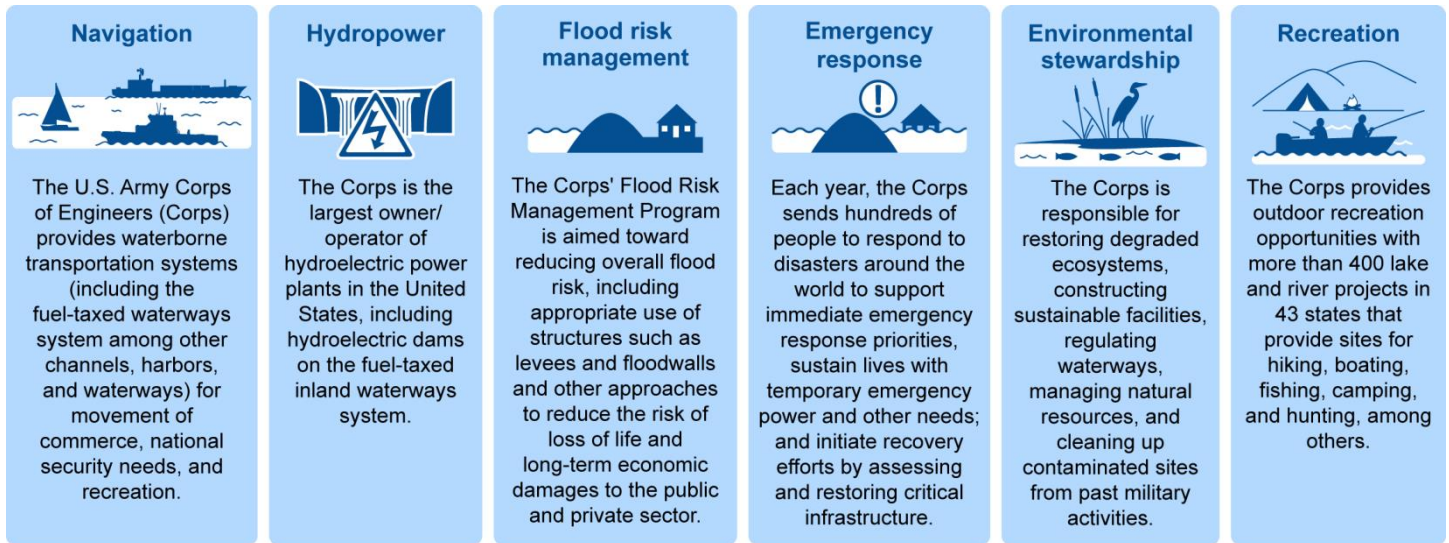 Navigation
The U.S. Army Corps
of Engineers (Corps)
provides waterborne
transportation systems
(including the
fuel-taxed waterways
system among other
channels, harbors,
and waterways) for
movement of
commerce, national
security needs, and
recreation.
Hydropower
The Corps is the
largest owner/
operator of
hydroelectric power
plants in the United
States, including
hydroelectric dams
on the fuel-taxed
inland waterways
system.
Flood risk
management
The Corps' Flood Risk
Management Program
is aimed toward
reducing overall flood
risk, including
appropriate use of
structures such as
levees and floodwalls
and other approaches
to reduce the risk of
loss of life and
long-term economic
damages to the public
and private sector.
Emergency
response
!
Each year, the Corps
sends hundreds of
people to respond to
disasters around the
world to support
immediate emergency
response priorities,
sustain lives with
temporary emergency
power and other needs;
and initiate recovery
efforts by assessing
and restoring critical
infrastructure.
Environmental
stewardship
The Corps is
responsible for
restoring degraded
ecosystems,
constructing
sustainable facilities,
regulating
waterways,
managing natural
resources, and
cleaning up
contaminated sites
from past military
activities.
Recreation
The Corps provides
outdoor recreation
opportunities with
more than 400 lake
and river projects in
43 states that
provide sites for
hiking, boating,
fishing, camping,
and hunting, among
others.